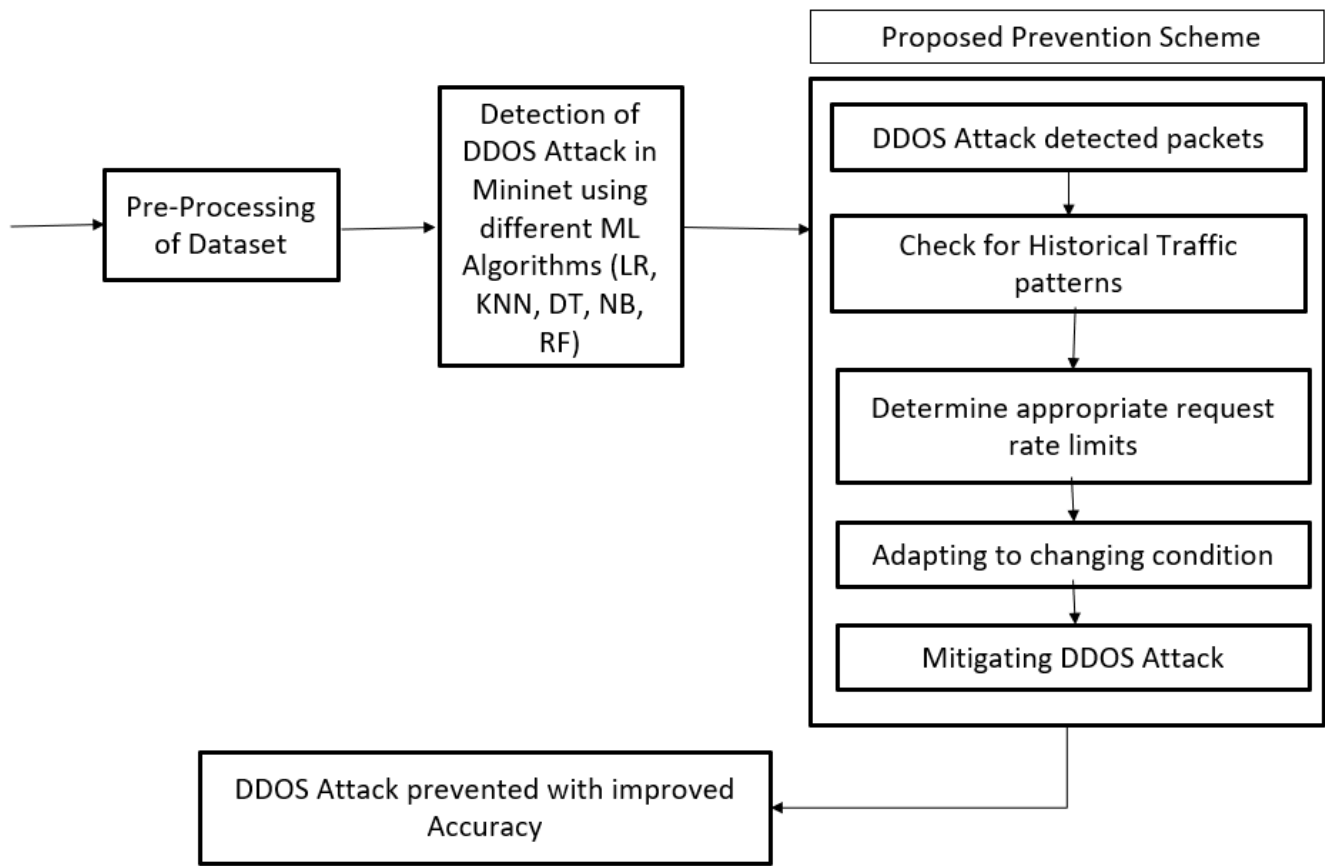 Proposed Prevention Scheme
Pre-Processing
of Dataset
Detection of
DDOS Attack in
Mininet using
different ML
Algorithms (LR,
KNN, DT, NB,
RF)
DDOS Attack detected packets
Check for Historical Traffic
patterns
Determine appropriate request
rate limits
Adapting to changing condition
Mitigating DDOS Attack
DDOS Attack prevented with improved
Accuracy